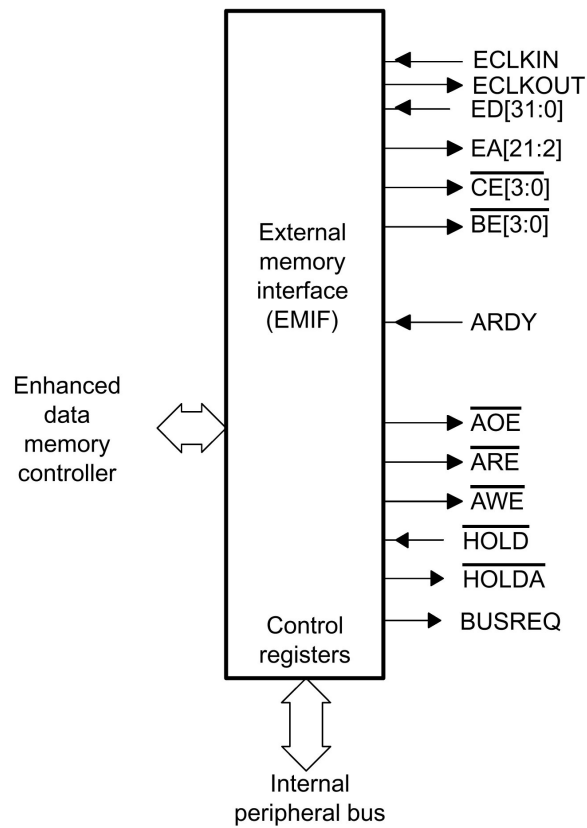 ECLKIN
ECLKOUT
ED[31:0]
EA[21:2]
CE[3:0]
BE[3:0]
External
memory
interface
(EMIF)
ARDY
Enhanced
data
memory
controller
AOE
ARE
AWE
HOLD
HOLDA
BUSREQ
Control
registers
Internal
peripheral bus